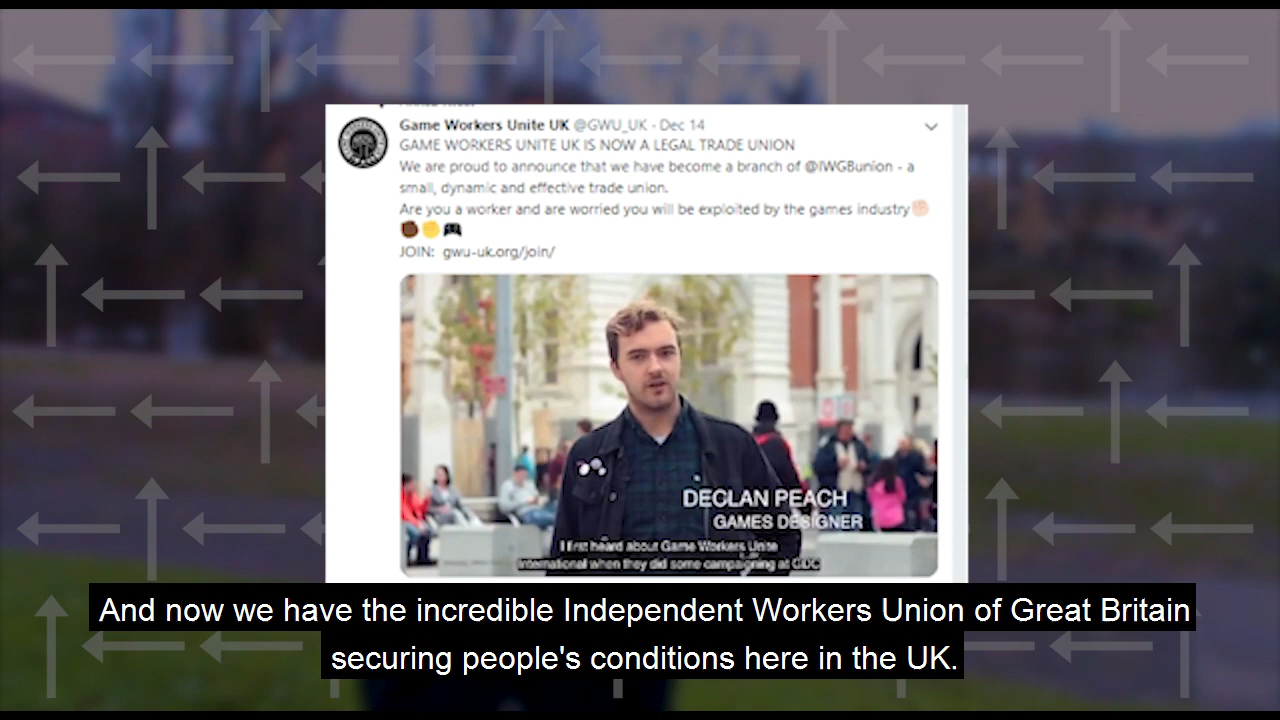 Game Workers Unite UK @GWU_UK · Dec 14
GAME WORKERS UNITE UK IS NOW A LEGAL TRADE UNION
We are proud to announce that we have become a branch of @IWGBunion - a
small, dynamic and effective trade union.
Are you a worker and are worried you will be exploited by the games industry✊🏻
✊🏿✊🎮
JOIN: gwu-uk.org/join/
DECLAN PEACH
GAMES DESIGNER
I first heard about Game Workers Unite
International when they did some campaigning at GDC
And now we have the incredible Independent Workers Union of Great Britain
securing people's conditions here in the UK.